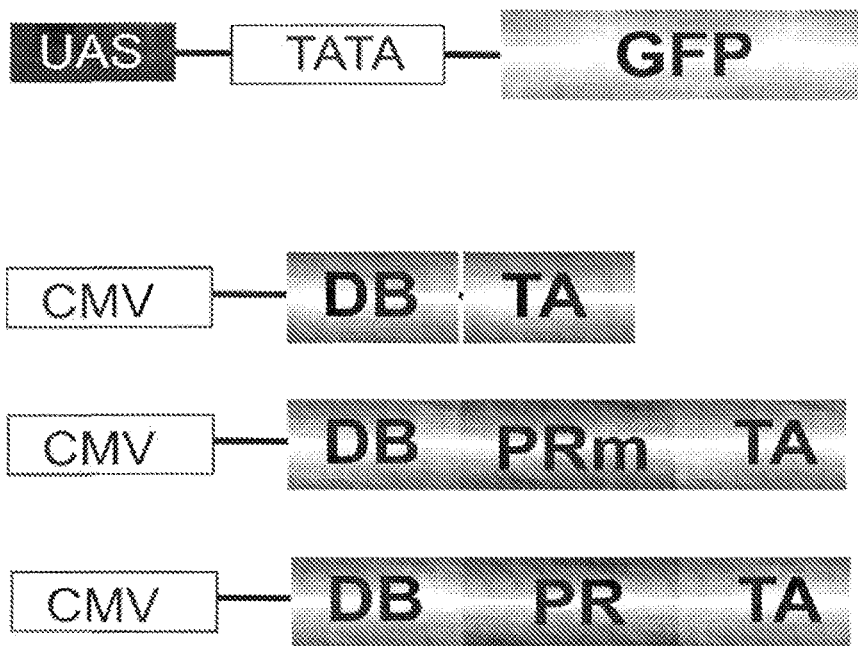 UAS TATA GFP
CMV DB TA
CMV DB PRm TA
CMV DB PR TA